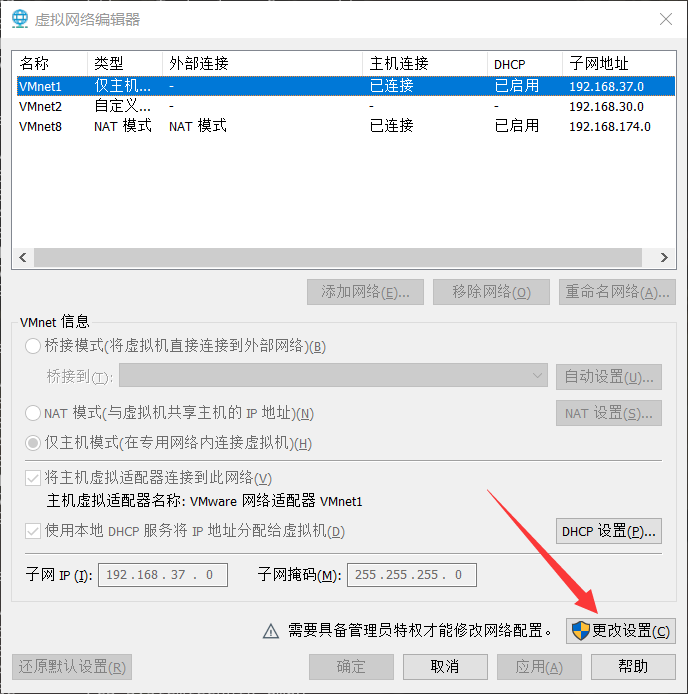 虚拟网络编辑器
名称 类型 外部连接 主机连接 DHCP 子网地址
VMnet1 仅主机... - 已连接 已启用 192.168.37.0
VMnet2 自定义... - - - 192.168.30.0
VMnet8 NAT 模式 NAT 模式 已连接 已启用 192.168.174.0
添加网络(E)... 移除网络(O) 重命名网络(A)...
VMnet 信息
桥接模式(将虚拟机直接连接到外部网络)(B)
桥接到(T): 自动设置(U)...
NAT 模式(与虚拟机共享主机的 IP 地址)(N) NAT 设置(S)...
仅主机模式(在专用网络内连接虚拟机)(H)
将主机虚拟适配器连接到此网络(V)
主机虚拟适配器名称: VMware 网络适配器 VMnet1
使用本地 DHCP 服务将 IP 地址分配给虚拟机(D) DHCP 设置(P)...
子网 IP (I): 192.168.37.0 子网掩码(M): 255.255.255.0
需要具备管理员特权才能修改网络配置。 更改设置(C)
还原默认设置(R) 确定 取消 应用(A) 帮助